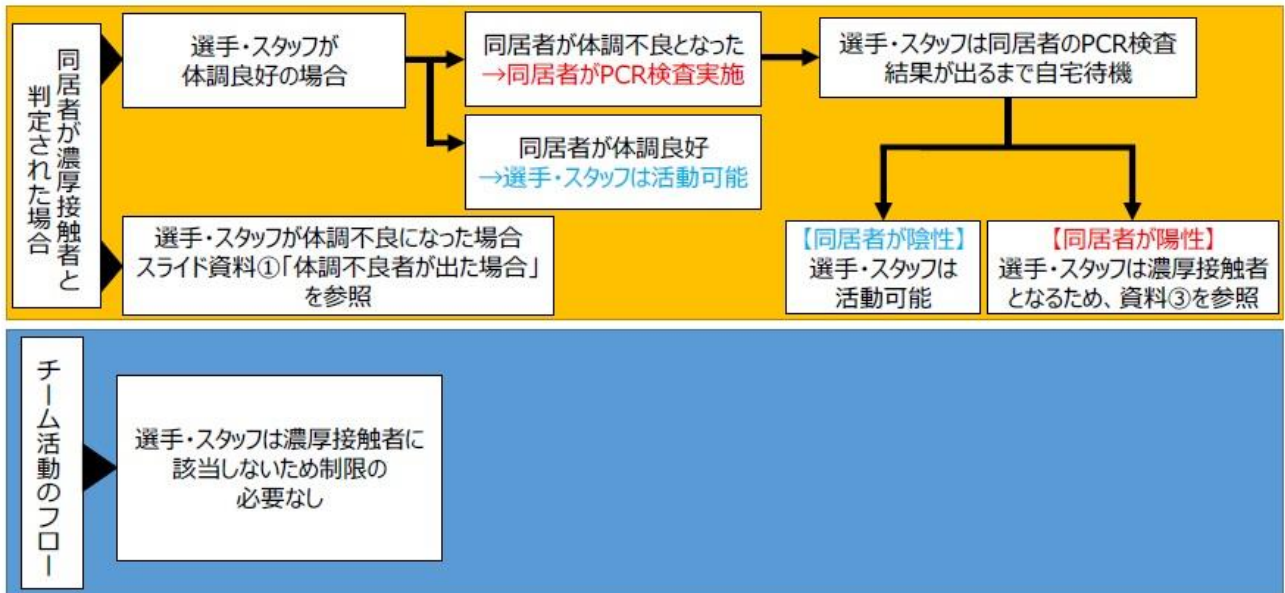 同居者が濃厚接触者と
判定された場合
選手・スタッフが
体調良好の場合
同居者が体調不良となった
→同居者がPCR検査実施
選手・スタッフは同居者のPCR検査
結果が出るまで自宅待機
同居者が体調良好
→選手・スタッフは活動可能
【同居者が陰性】
選手・スタッフは
活動可能
【同居者が陽性】
選手・スタッフは濃厚接触者
となるため、資料③を参照
選手・スタッフが体調不良になった場合
スライド資料①「体調不良者が出た場合」
を参照
チーム活動のフロー
選手・スタッフは濃厚接触者に
該当しないため制限の
必要なし